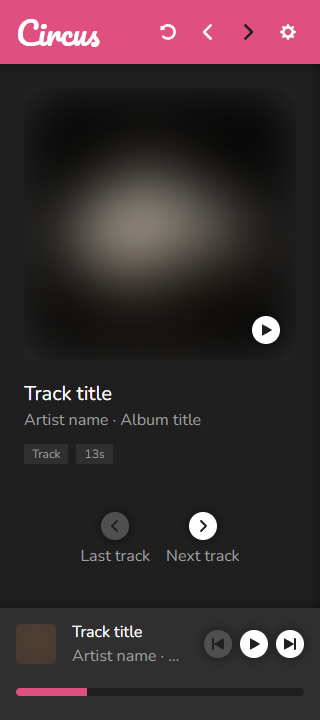 Circus
Track title
Artist name · Album title
Track 13s
Last track Next track
Track title
Artist name · ...